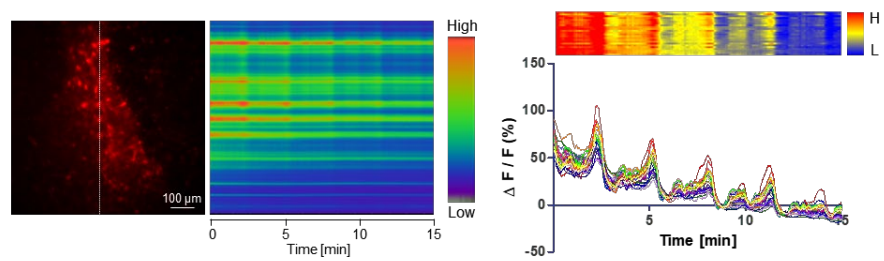 100 µm
High
Low
0 5 10 15
Time [min]
H
L
150
100
50
0
-50
Δ F / F (%)
5 10 15
Time [min]